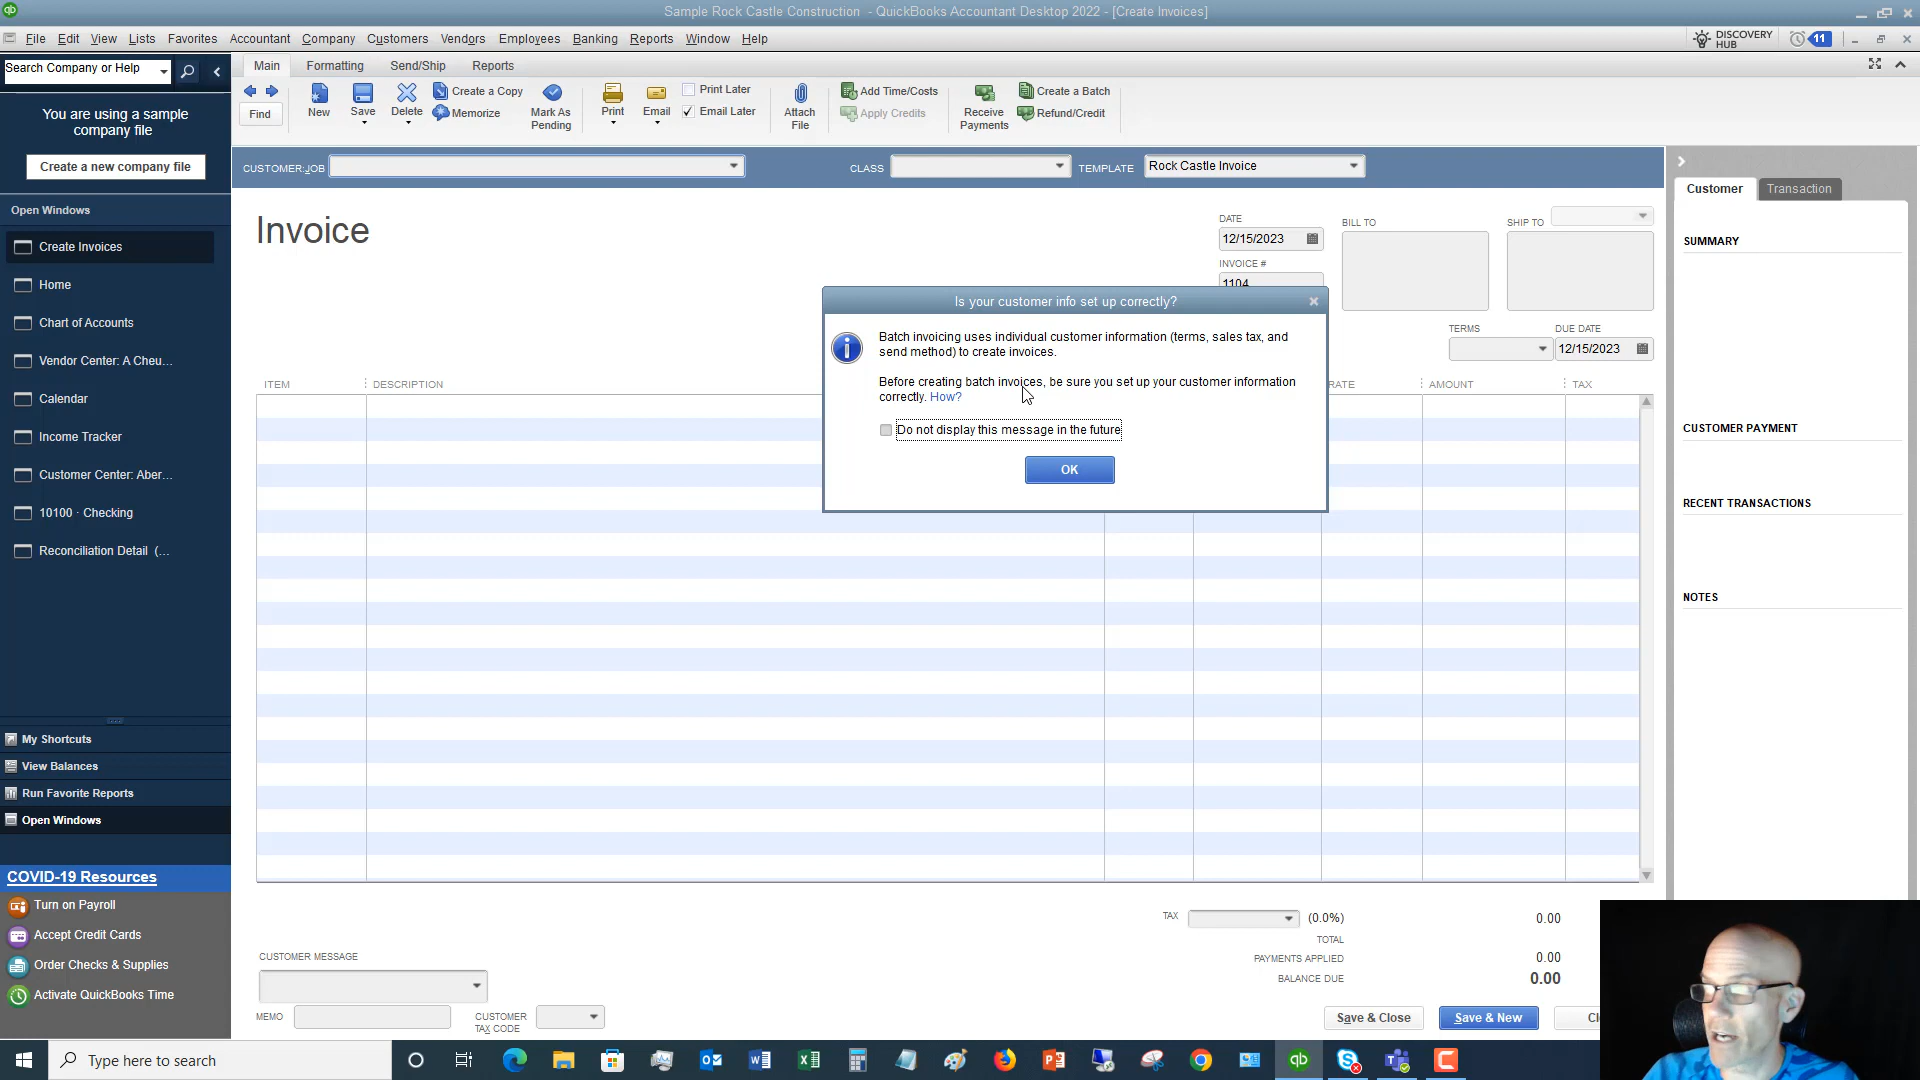 Sample Rock Castle Construction - QuickBooks Accountant Desktop 2022 - [Create Invoices]
File Edit View Lists Favorites Accountant Company Customers Vendors Employees Banking Reports Window Help
DISCOVERY HUB
11
Search Company or Help
Main Formatting Send/Ship Reports
Find
New
Save
Delete
Create a Copy
Memorize
Mark As Pending
Print
Email
Print Later
Email Later
Attach File
Add Time/Costs
Apply Credits
Receive Payments
Create a Batch
Refund/Credit
You are using a sample
company file
Create a new company file
Open Windows
Create Invoices
Home
Chart of Accounts
Vendor Center: A Cheu...
Calendar
Income Tracker
Customer Center: Aber...
10100 · Checking
Reconciliation Detail (...
My Shortcuts
View Balances
Run Favorite Reports
Open Windows
COVID-19 Resources
Turn on Payroll
Accept Credit Cards
Order Checks & Supplies
Activate QuickBooks Time
CUSTOMER:JOB
CLASS
TEMPLATE Rock Castle Invoice
Invoice
DATE
12/15/2023
INVOICE #
1104
BILL TO
SHIP TO
TERMS
DUE DATE
12/15/2023
Is your customer info set up correctly?
Batch invoicing uses individual customer information (terms, sales tax, and
send method) to create invoices.
Before creating batch invoices, be sure you set up your customer information
correctly. How?
Do not display this message in the future
OK
ITEM DESCRIPTION RATE AMOUNT TAX
TAX (0.0%) 0.00
TOTAL
PAYMENTS APPLIED 0.00
BALANCE DUE 0.00
CUSTOMER MESSAGE
MEMO
CUSTOMER
TAX CODE
Save & Close
Save & New
Customer Transaction
SUMMARY
CUSTOMER PAYMENT
RECENT TRANSACTIONS
NOTES
Type here to search